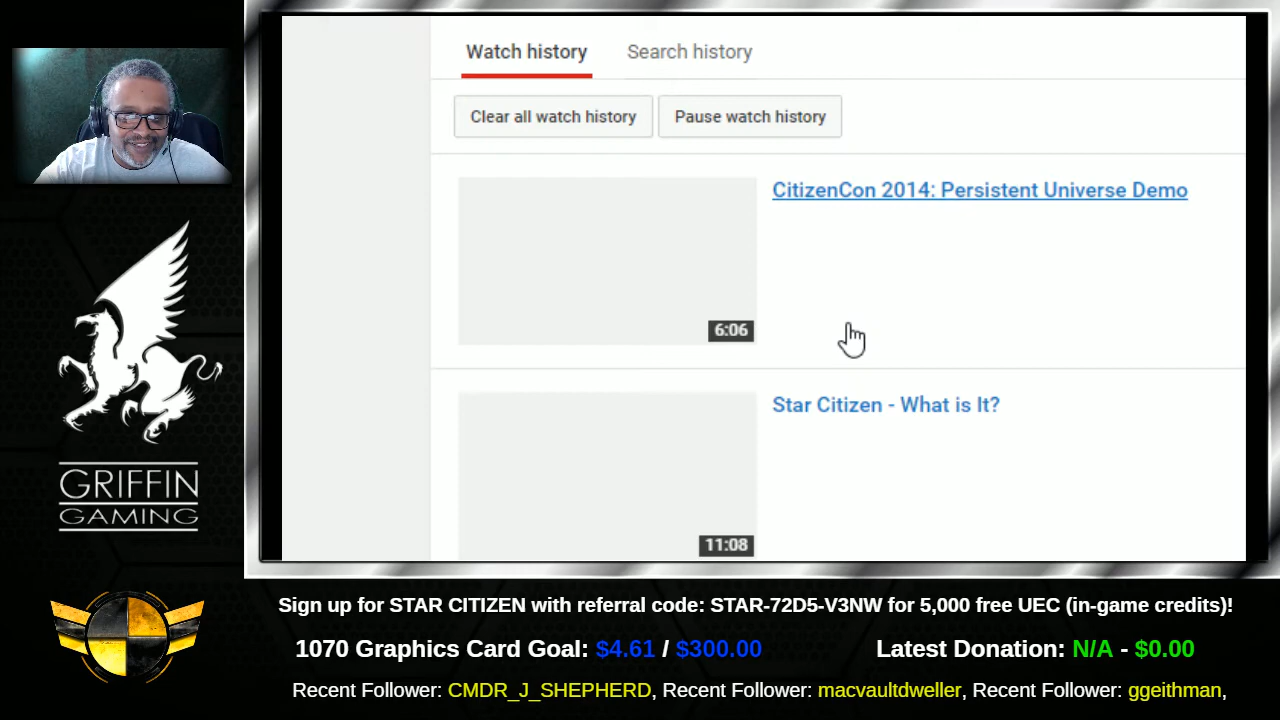 Watch history Search history
Clear all watch history Pause watch history
CitizenCon 2014: Persistent Universe Demo
6:06
Star Citizen - What is It?
11:08
GRIFFIN
GAMING
Sign up for STAR CITIZEN with referral code: STAR-72D5-V3NW for 5,000 free UEC (in-game credits)!
1070 Graphics Card Goal: $4.61 / $300.00 Latest Donation: N/A - $0.00
Recent Follower: CMDR_J_SHEPHERD, Recent Follower: macvaultdweller, Recent Follower: ggeithman,